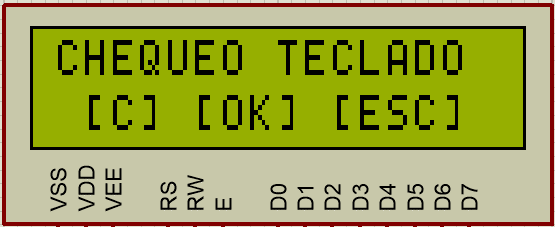 CHEQUEO TECLADO
[C] [OK] [ESC]
VSS VDD VEE RS RW E D0 D1 D2 D3 D4 D5 D6 D7